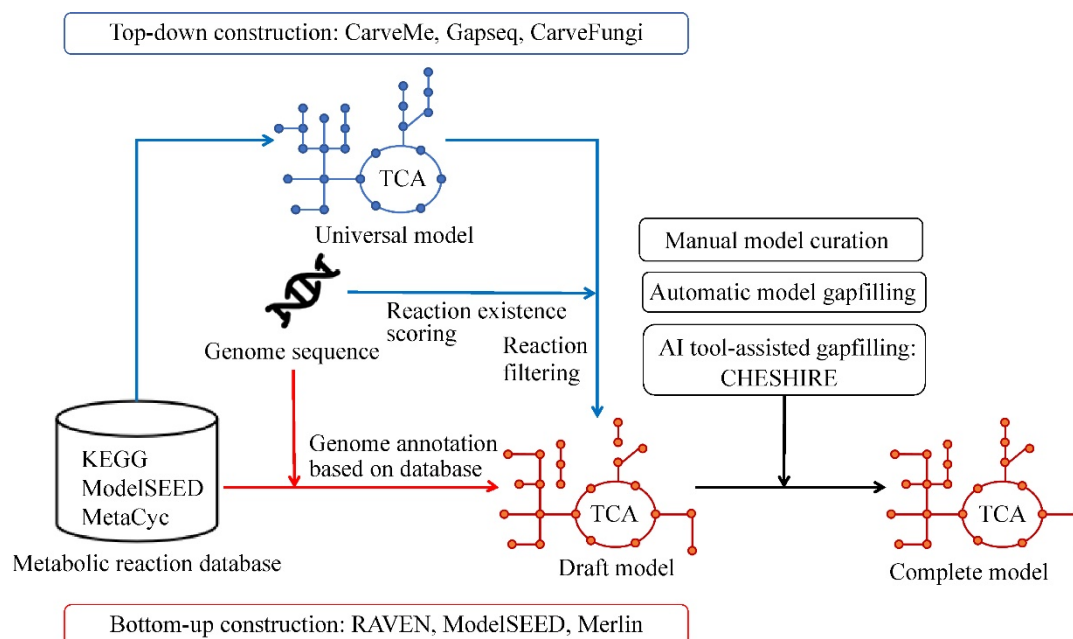 Top-down construction: CarveMe, Gapseq, CarveFungi
TCA
Universal model
Manual model curation
Automatic model gapfilling
AI tool-assisted gapfilling:
CHESHIRE
Reaction existence
scoring
Genome sequence
Reaction
filtering
Genome annotation
based on database
KEGG
ModelSEED
MetaCyc
Metabolic reaction database
TCA
Draft model
TCA
Complete model
Bottom-up construction: RAVEN, ModelSEED, Merlin